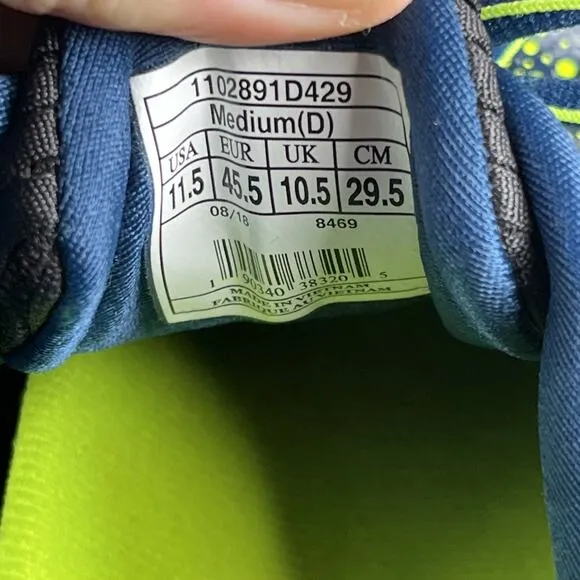 1102891D429
Medium(D)
USA EUR UK CM
11.5 45.5 10.5 29.5
08/18 8469
1 90340 38320 5
MADE IN VIETNAM
FABRIQUE AU VIETNAM